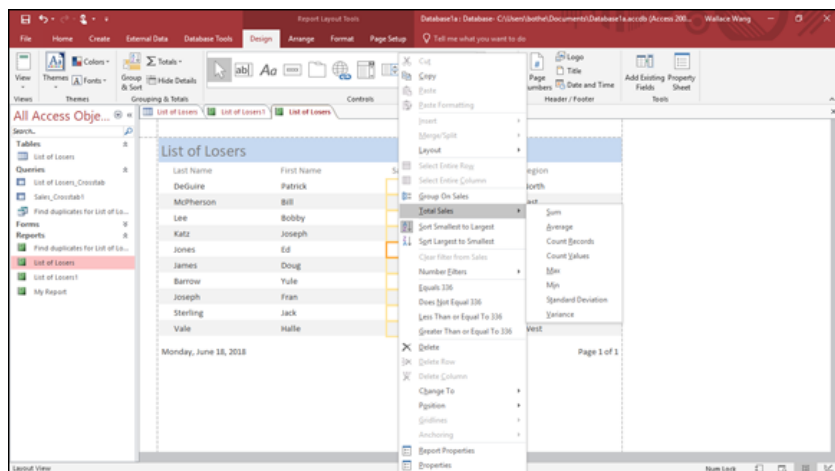 Report Layout Tools
Database1a : Database- C:\Users\bothe\Documents\Database1a.accdb (Access 200...
Wallace Wang
File
Home
Create
External Data
Database Tools
Design
Arrange
Format
Page Setup
Tell me what you want to do
View
Themes
Colors
Fonts
Group & Sort
Totals
Hide Details
ab|
Aa
Page
Logo
Title
Date and Time
Add Existing Fields
Property Sheet
Views
Themes
Grouping & Totals
Controls
Header / Footer
Tools
All Access Obje...
Search..
Tables
List of Losers
Queries
List of Losers_Crosstab
Sales_Crosstab1
Find duplicates for List of Lo...
Forms
Reports
Find duplicates for List of Lo...
List of Losers
List of Losers1
My Report
List of Losers
List of Losers1
List of Losers
List of Losers
Last Name
First Name
DeGuire
Patrick
McPherson
Bill
Lee
Bobby
Katz
Joseph
Jones
Ed
James
Doug
Barrow
Yule
Joseph
Fran
Sterling
Jack
Vale
Halle
West
Monday, June 18, 2018
Page 1 of 1
Cut
Copy
Paste
Paste Formatting
Insert
Merge/Split
Layout
Select Entire Row
Select Entire Column
Group On Sales
Total Sales
Sort Smallest to Largest
Sort Largest to Smallest
Clear filter from Sales
Number Filters
Equals 336
Does Not Equal 336
Less Than or Equal To 336
Greater Than or Equal To 336
Delete
Delete Row
Delete Column
Change To
Position
Gridlines
Anchoring
Report Properties
Properties
Sum
Average
Count Records
Count Values
Max
Min
Standard Deviation
Variance
Layout View
Num Lock